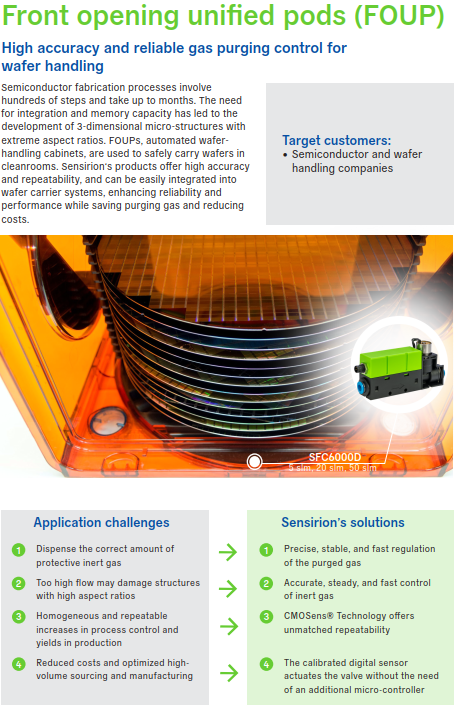 Front opening unified pods (FOUP)
High accuracy and reliable gas purging control for
wafer handling
Semiconductor fabrication processes involve
hundreds of steps and take up to months. The need
for integration and memory capacity has led to the
development of 3-dimensional micro-structures with
extreme aspect ratios. FOUPs, automated wafer-
handling cabinets, are used to safely carry wafers in
cleanrooms. Sensirion's products offer high accuracy
and repeatability, and can be easily integrated into
wafer carrier systems, enhancing reliability and
performance while saving purging gas and reducing
costs.
Target customers:
• Semiconductor and wafer
handling companies
SFC6000D
5 slm, 20 slm, 50 slm
Application challenges
1 Dispense the correct amount of
protective inert gas
2 Too high flow may damage structures
with high aspect ratios
3 Homogeneous and repeatable
increases in process control and
yields in production
4 Reduced costs and optimized high-
volume sourcing and manufacturing
Sensirion's solutions
1 Precise, stable, and fast regulation
of the purged gas
2 Accurate, steady, and fast control
of inert gas
3 CMOSens® Technology offers
unmatched repeatability
4 The calibrated digital sensor
actuates the valve without the need
of an additional micro-controller